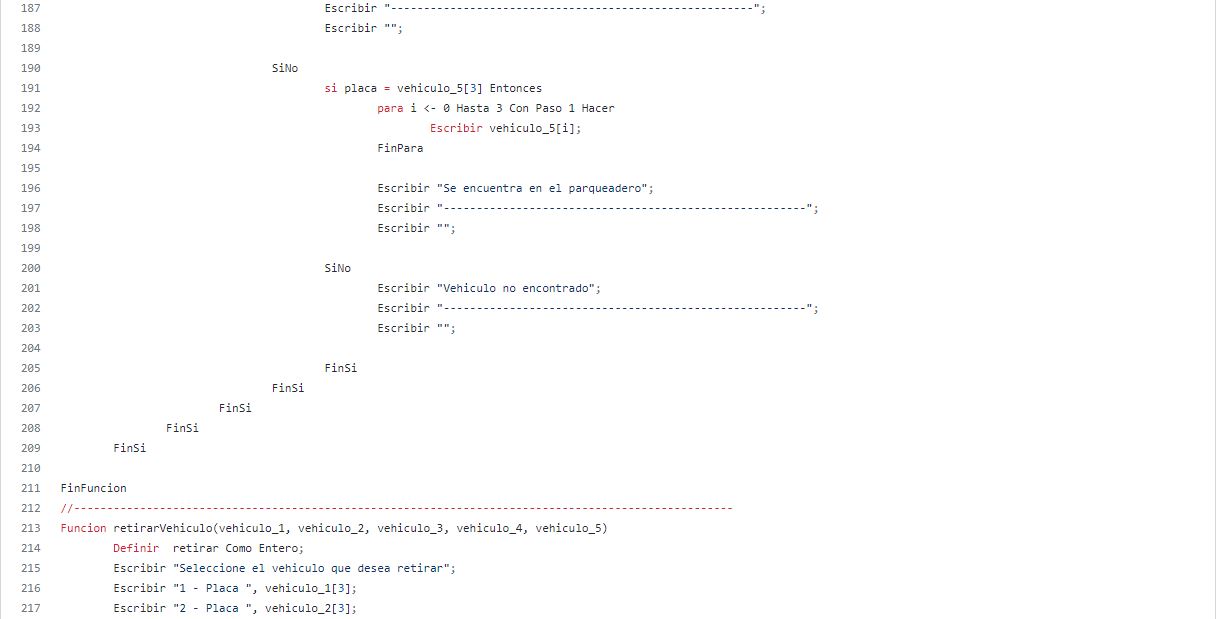 187 Escribir "-------------------------------------------------------";
188 Escribir "";
189
190 SiNo
191 si placa = vehiculo_5[3] Entonces
192 para i <- 0 Hasta 3 Con Paso 1 Hacer
193 Escribir vehiculo_5[i];
194 FinPara
195
196 Escribir "Se encuentra en el parqueadero";
197 Escribir "-------------------------------------------------------";
198 Escribir "";
199
200 SiNo
201 Escribir "Vehiculo no encontrado";
202 Escribir "-------------------------------------------------------";
203 Escribir "";
204
205 FinSi
206 FinSi
207 FinSi
208 FinSi
209 FinSi
210
211 FinFuncion
212 //----------------------------------------------------------------------------------------------------
213 Funcion retirarVehiculo(vehiculo_1, vehiculo_2, vehiculo_3, vehiculo_4, vehiculo_5)
214 Definir  retirar Como Entero;
215 Escribir "Seleccione el vehiculo que desea retirar";
216 Escribir "1 - Placa ", vehiculo_1[3];
217 Escribir "2 - Placa ", vehiculo_2[3];